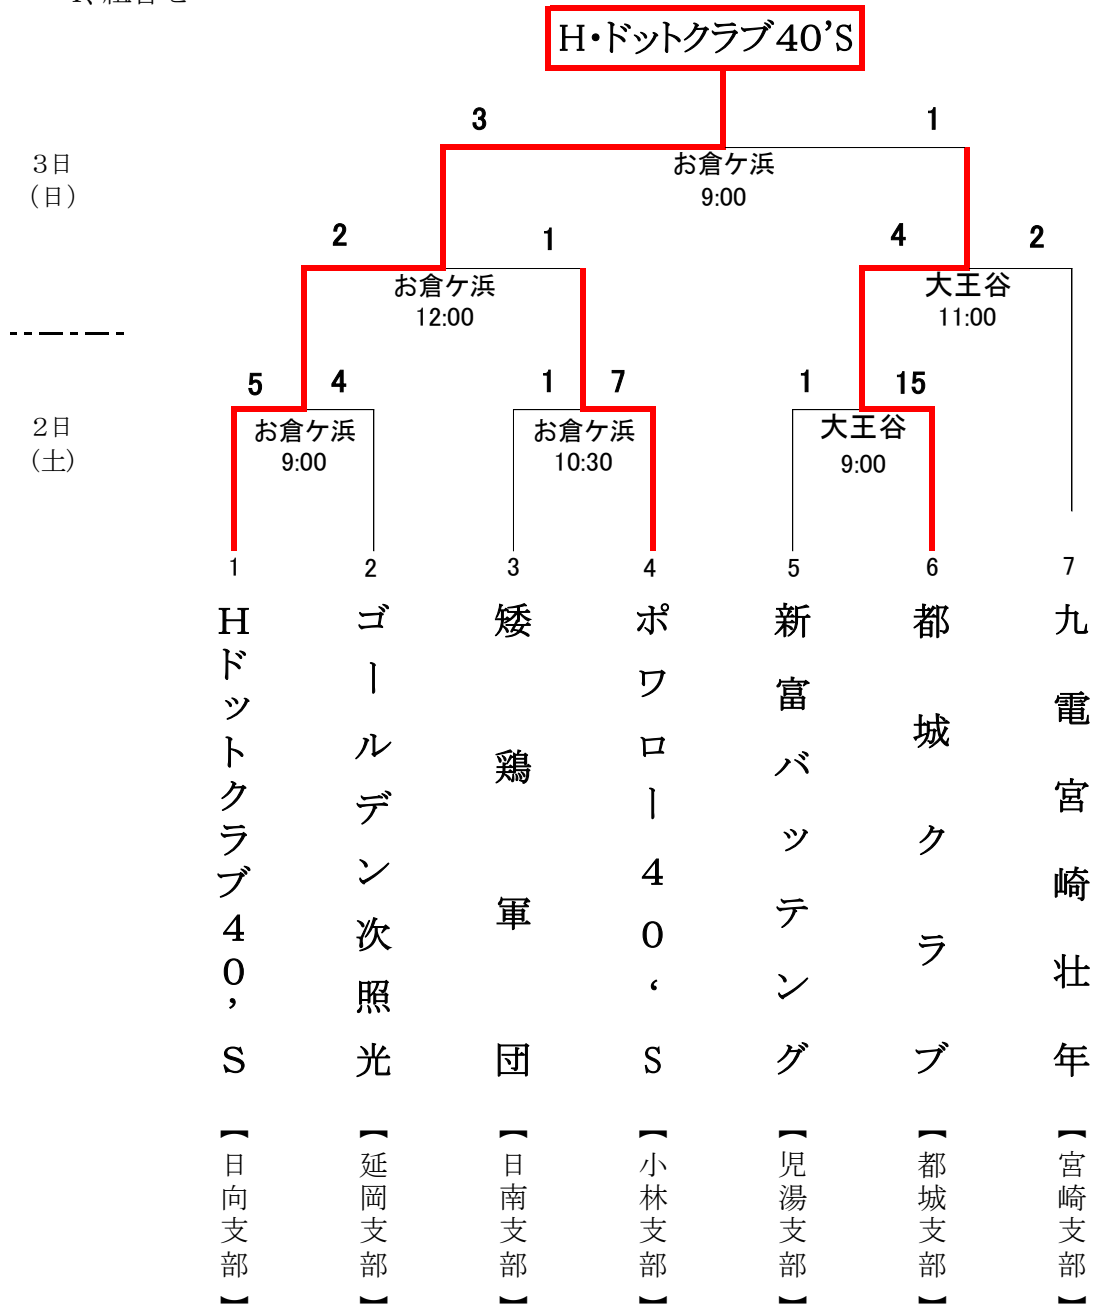 H・ドットクラブ40’S
3
1
3日
(日)
お倉ケ浜
9:00
2
1
4
2
お倉ケ浜
12:00
大王谷
11:00
5
4
1
7
1
15
2日
(土)
お倉ケ浜
9:00
お倉ケ浜
10:30
大王谷
9:00
1
2
3
4
5
6
7
Hドットクラブ40’S
ゴールデン次照光
矮鶏軍団
ポワロー40‘S
新富バッテング
都城クラブ
九電宮崎壮年
【日向支部】
【延岡支部】
【日南支部】
【小林支部】
【児湯支部】
【都城支部】
【宮崎支部】